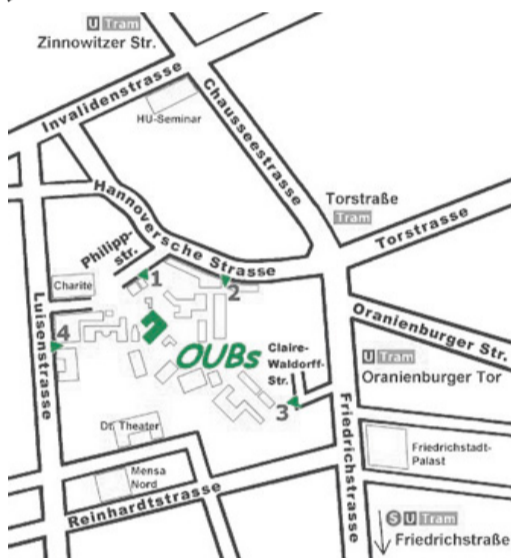 U Tram
Zinnowitzer Str.
Invalidenstrasse
HU-Seminar
Chausseestrasse
Hannoversche Strasse
Torstraße
Tram
Torstrasse
Philipp-
str.
Charite
1
2
Luisenstrasse
4
OUBs
Claire-
Waldorff-
Str.
3
Oranienburger Str.
U Tram
Oranienburger Tor
Friedrichstrasse
Dt. Theater
Mensa
Nord
Reinhardtstrasse
Friedrichstadt-
Palast
S U Tram
Friedrichstraße